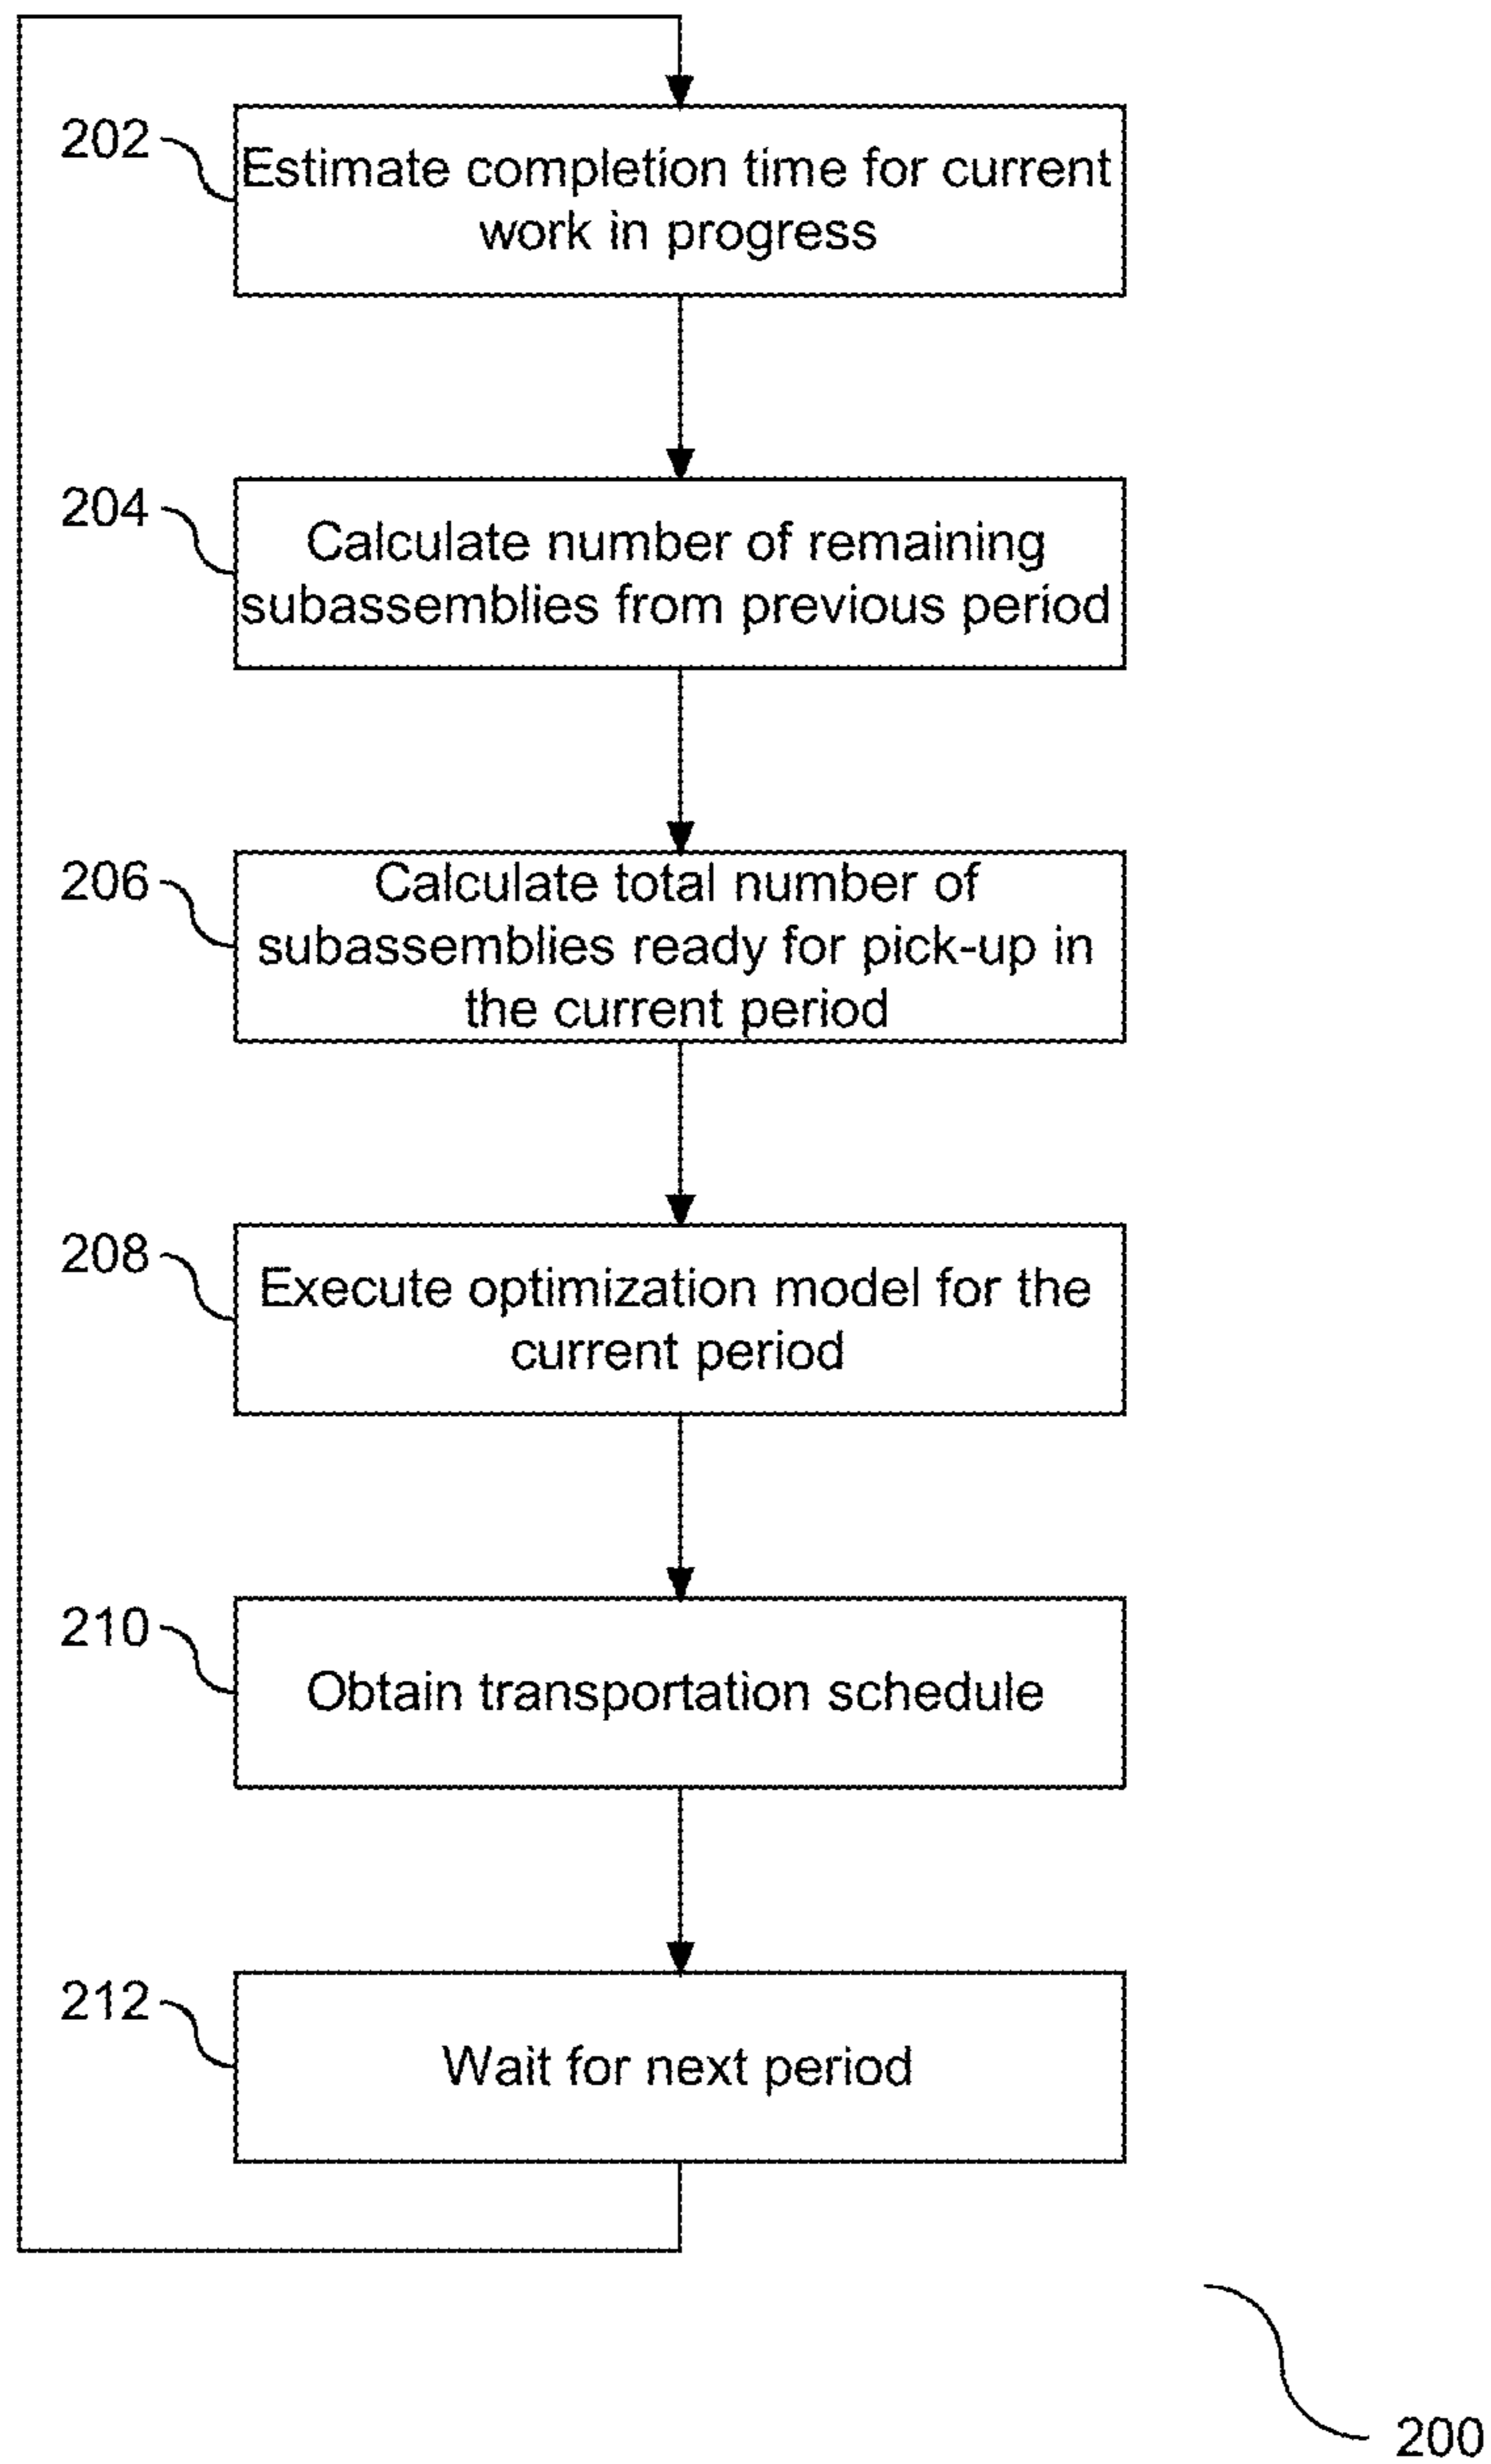 202
Estimate completion time for current
work in progress
204
Calculate number of remaining
subassemblies from previous period
206
Calculate total number of
subassemblies ready for pick-up in
the current period
208
Execute optimization model for the
current period
210
Obtain transportation schedule
212
Wait for next period
200